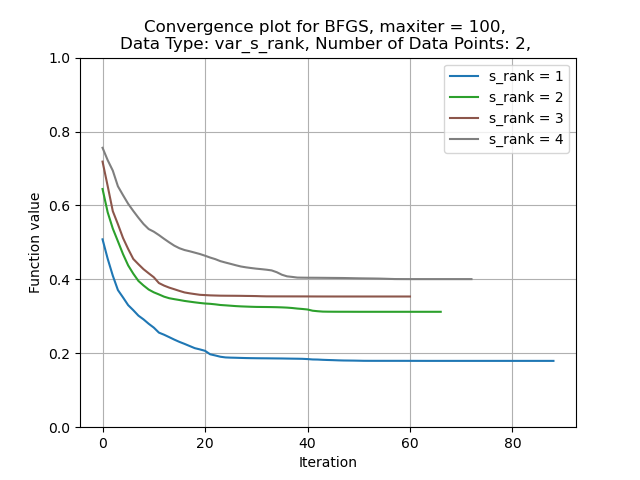 Convergence plot for BFGS, maxiter = 100,
Data Type: var_s_rank, Number of Data Points: 2,
s_rank = 1
s_rank = 2
s_rank = 3
s_rank = 4
Function value
1.0
0.8
0.6
0.4
0.2
0.0
0 20 40 60 80
Iteration